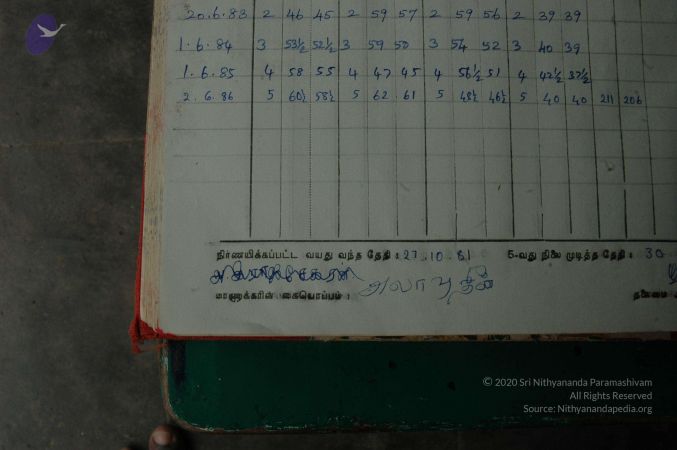 20.6.83 2 46 45 2 59 57 2 59 56 2 39 39
1.6.84 3 53½ 52½ 3 59 50 3 54 52 3 40 39
1.6.85 4 58 55 4 47 45 4 56½ 51 4 42½ 37½
2.6.86 5 60½ 58½ 5 62 61 5 48½ 46½ 5 40 40 211 206
நிர்ணயிக்கப்பட்ட வயது வந்த தேதி : 27.10.81 5-வது நிலை முடித்த தேதி : 30
மாணாக்கரின் கையொப்பம் : அலாவுதீன் தலைமை
© 2020 Sri Nithyananda Paramashivam
All Rights Reserved
Source: Nithyanandapedia.org